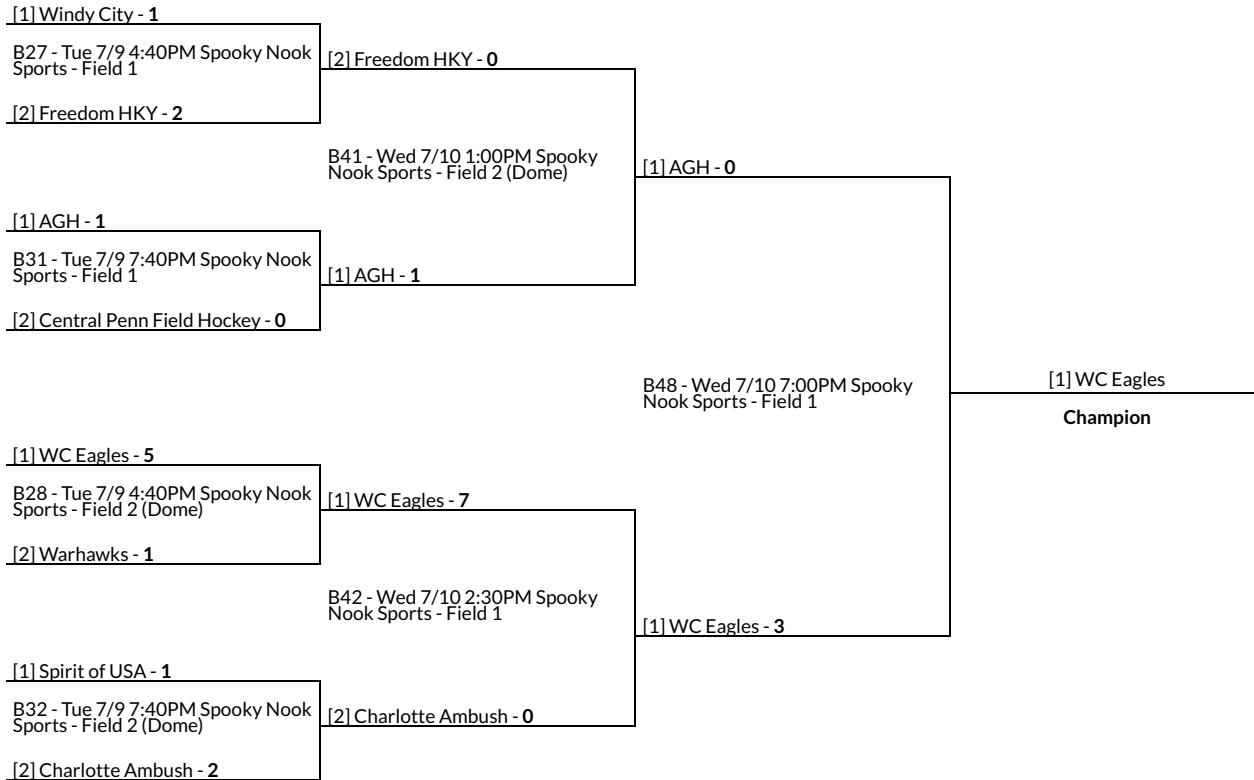 [1] Windy City - 1
B27 - Tue 7/9 4:40PM Spooky Nook
Sports - Field 1
[2] Freedom HKY - 2
[2] Freedom HKY - 0
B41 - Wed 7/10 1:00PM Spooky
Nook Sports - Field 2 (Dome)
[1] AGH - 0
[1] AGH - 1
B31 - Tue 7/9 7:40PM Spooky Nook
Sports - Field 1
[2] Central Penn Field Hockey - 0
[1] AGH - 1
B48 - Wed 7/10 7:00PM Spooky
Nook Sports - Field 1
[1] WC Eagles
Champion
[1] WC Eagles - 5
B28 - Tue 7/9 4:40PM Spooky Nook
Sports - Field 2 (Dome)
[2] Warhawks - 1
[1] WC Eagles - 7
B42 - Wed 7/10 2:30PM Spooky
Nook Sports - Field 1
[1] WC Eagles - 3
[1] Spirit of USA - 1
B32 - Tue 7/9 7:40PM Spooky Nook
Sports - Field 2 (Dome)
[2] Charlotte Ambush - 2
[2] Charlotte Ambush - 0